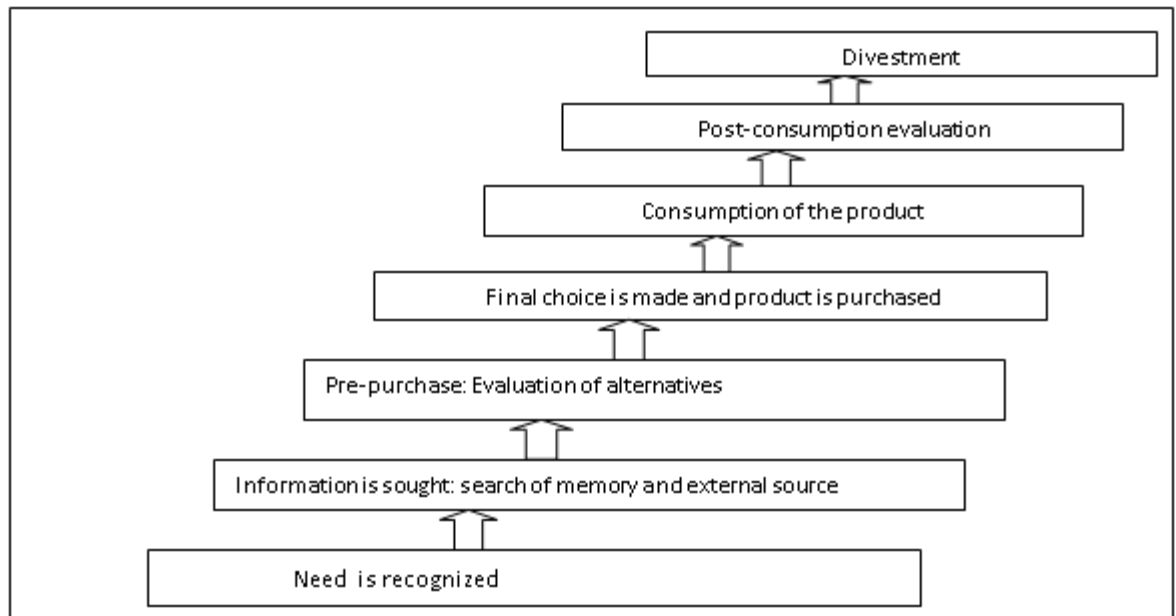 Divestment
Post-consumption evaluation
Consumption of the product
Final choice is made and product is purchased
Pre-purchase: Evaluation of alternatives
Information is sought: search of memory and external source
Need is recognized